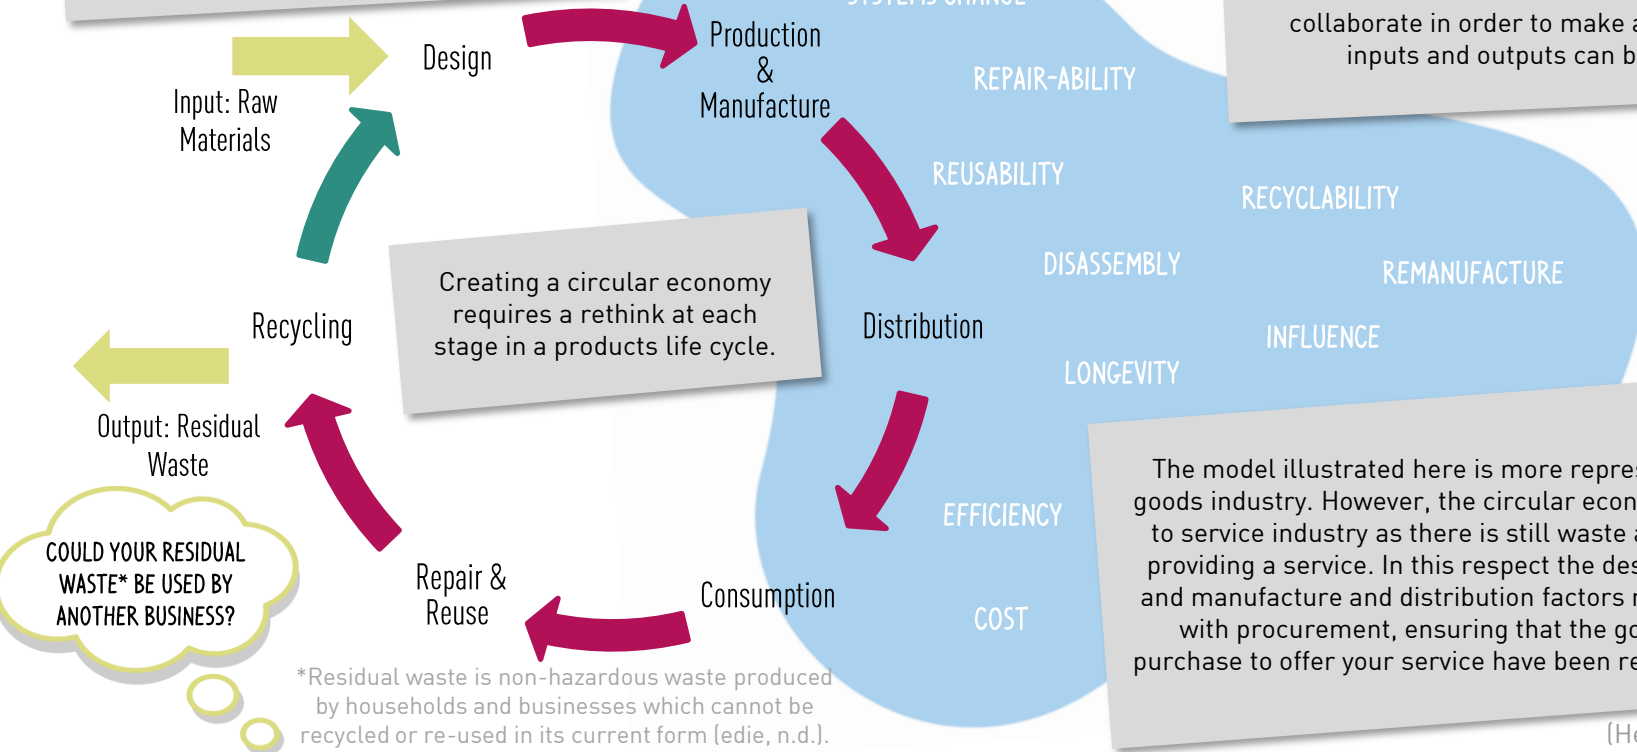 collaborate in order to make a
inputs and outputs can b
Design
Production
&
Manufacture
Input: Raw
Materials
REPAIR-ABILITY
REUSABILITY
RECYCLABILITY
DISASSEMBLY
REMANUFACTURE
INFLUENCE
LONGEVITY
EFFICIENCY
COST
Creating a circular economy
requires a rethink at each
stage in a products life cycle.
Distribution
Recycling
Output: Residual
Waste
COULD YOUR RESIDUAL
WASTE* BE USED BY
ANOTHER BUSINESS?
Repair &
Reuse
Consumption
The model illustrated here is more repres
goods industry. However, the circular econ
to service industry as there is still waste a
providing a service. In this respect the des
and manufacture and distribution factors
with procurement, ensuring that the go
purchase to offer your service have been re
*Residual waste is non-hazardous waste produced
by households and businesses which cannot be
recycled or re-used in its current form (edie, n.d.).
(He